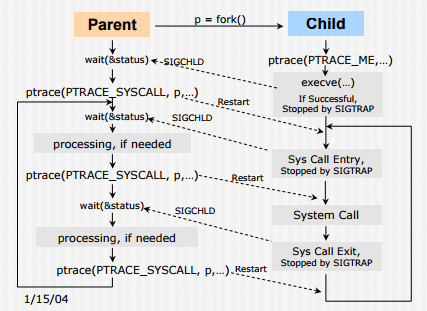 Parent
p = fork()
Child
wait(&status)
SIGCHLD
ptrace(PTRACE_ME,...)
execve(...)
If Successful,
Stopped by SIGTRAP
ptrace(PTRACE_SYSCALL, p,...)
Restart
wait(&status)
SIGCHLD
processing, if needed
Sys Call Entry,
Stopped by SIGTRAP
ptrace(PTRACE_SYSCALL, p,...)
Restart
wait(&status)
SIGCHLD
System Call
processing, if needed
Sys Call Exit,
Stopped by SIGTRAP
ptrace(PTRACE_SYSCALL, p,...)
Restart
1/15/04